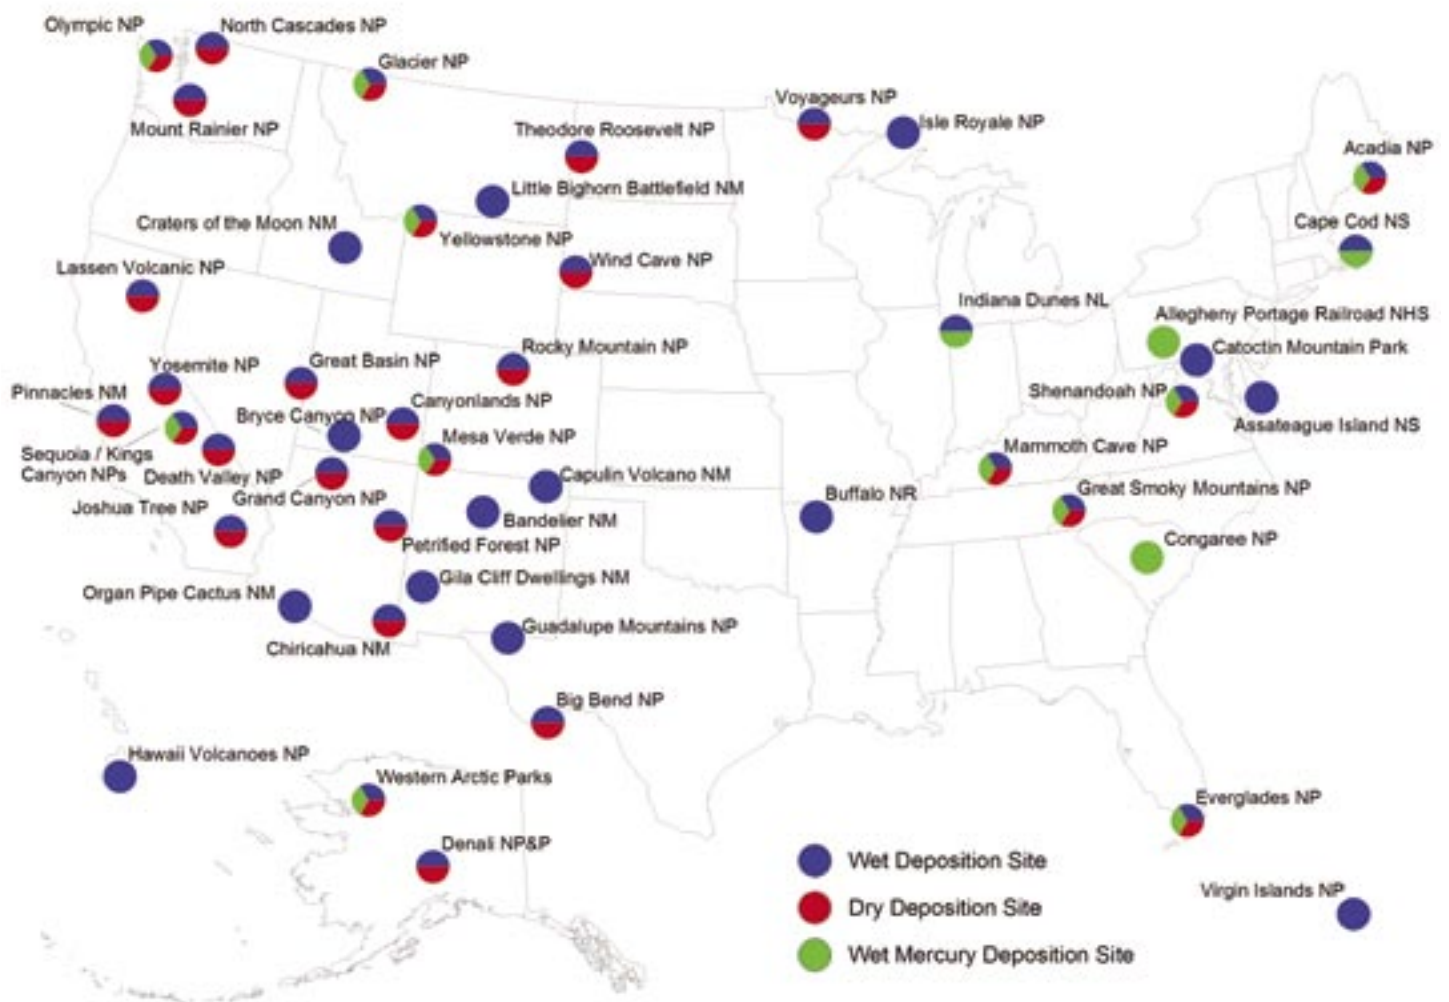 Olympic NP
North Cascades NP
Glacier NP
Mount Rainier NP
Voyageurs NP
Isle Royale NP
Theodore Roosevelt NP
Acadia NP
Little Bighorn Battlefield NM
Craters of the Moon NM
Cape Cod NS
Yellowstone NP
Wind Cave NP
Lassen Volcanic NP
Indiana Dunes NL
Allegheny Portage Railroad NHS
Catoctin Mountain Park
Rocky Mountain NP
Yosemite NP
Great Basin NP
Pinnacles NM
Shenandoah NP
Canyonlands NP
Bryce Canyon NP
Assateague Island NS
Mesa Verde NP
Mammoth Cave NP
Sequoia / Kings
Canyon NPs
Death Valley NP
Capulin Volcano NM
Grand Canyon NP
Buffalo NR
Great Smoky Mountains NP
Joshua Tree NP
Bandelier NM
Petrified Forest NP
Congaree NP
Gila Cliff Dwellings NM
Organ Pipe Cactus NM
Guadalupe Mountains NP
Chiricahua NM
Big Bend NP
Hawaii Volcanoes NP
Western Arctic Parks
Everglades NP
Denali NP&P
Wet Deposition Site
Dry Deposition Site
Wet Mercury Deposition Site
Virgin Islands NP